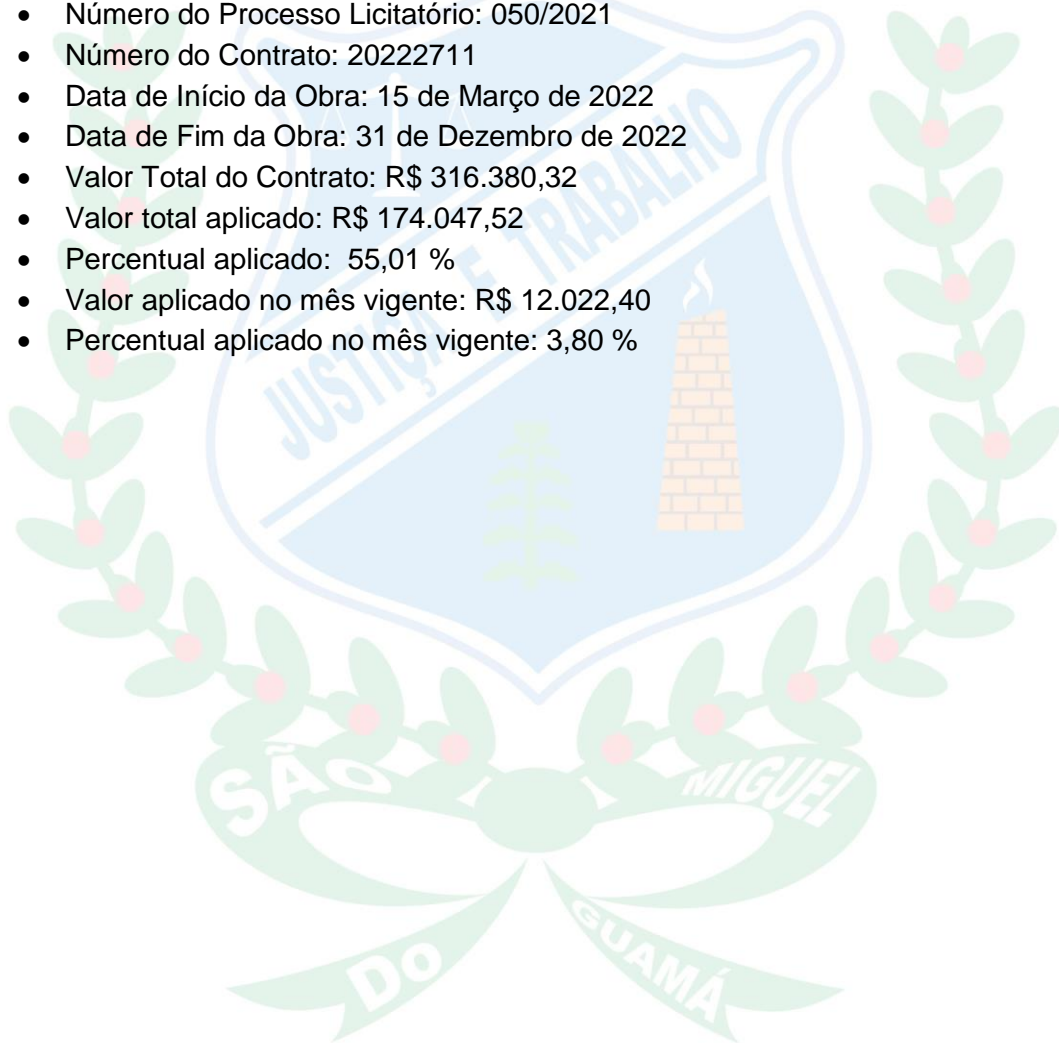 • Número do Processo Licitatório: 050/2021
• Número do Contrato: 20222711
• Data de Início da Obra: 15 de Março de 2022
• Data de Fim da Obra: 31 de Dezembro de 2022
• Valor Total do Contrato: R$ 316.380,32
• Valor total aplicado: R$ 174.047,52
• Percentual aplicado: 55,01 %
• Valor aplicado no mês vigente: R$ 12.022,40
• Percentual aplicado no mês vigente: 3,80 %
JUSTIÇA E TRABALHO
SÃO MIGUEL
DO GUAMÁ